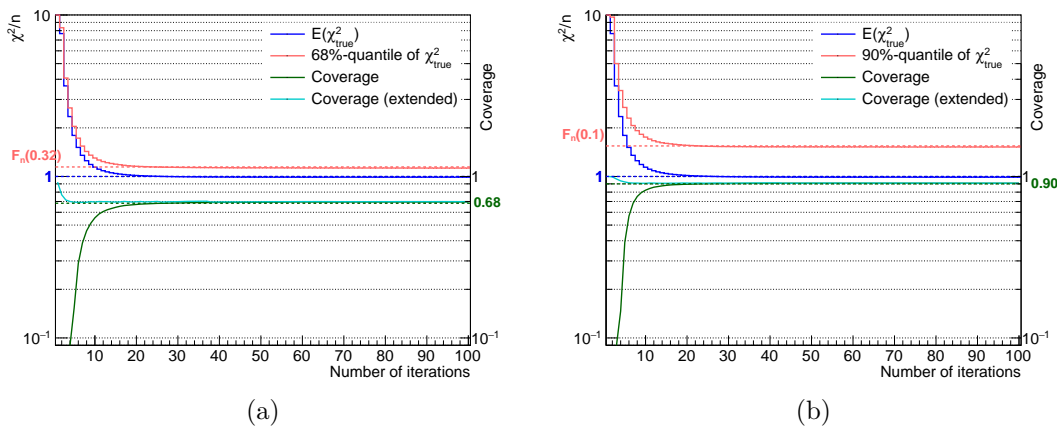 χ²/n
10
E(χ²true)
68%-quantile of χ²true
Coverage
Coverage (extended)
Coverage
Fn(0.32)
1
1
0.68
10⁻¹
10⁻¹
10 20 30 40 50 60 70 80 90 100
Number of iterations
(a)
χ²/n
10
E(χ²true)
90%-quantile of χ²true
Coverage
Coverage (extended)
Coverage
Fn(0.1)
1
1
0.90
10⁻¹
10⁻¹
10 20 30 40 50 60 70 80 90 100
Number of iterations
(b)